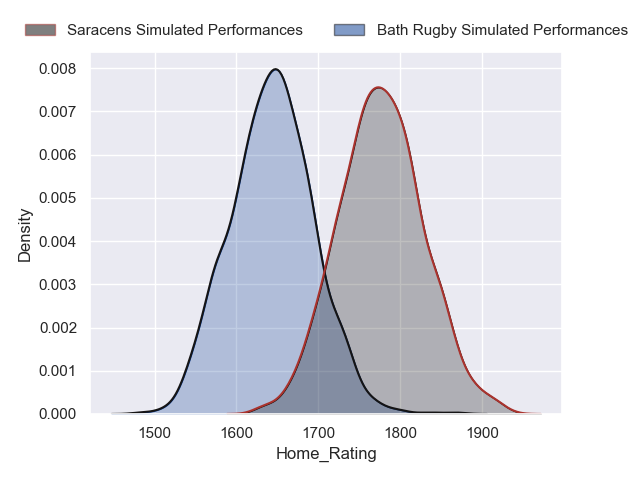 Saracens Simulated Performances Bath Rugby Simulated Performances
0.008
0.007
0.006
0.005
0.004
0.003
0.002
0.001
0.000
Density
1500 1600 1700 1800 1900
Home_Rating